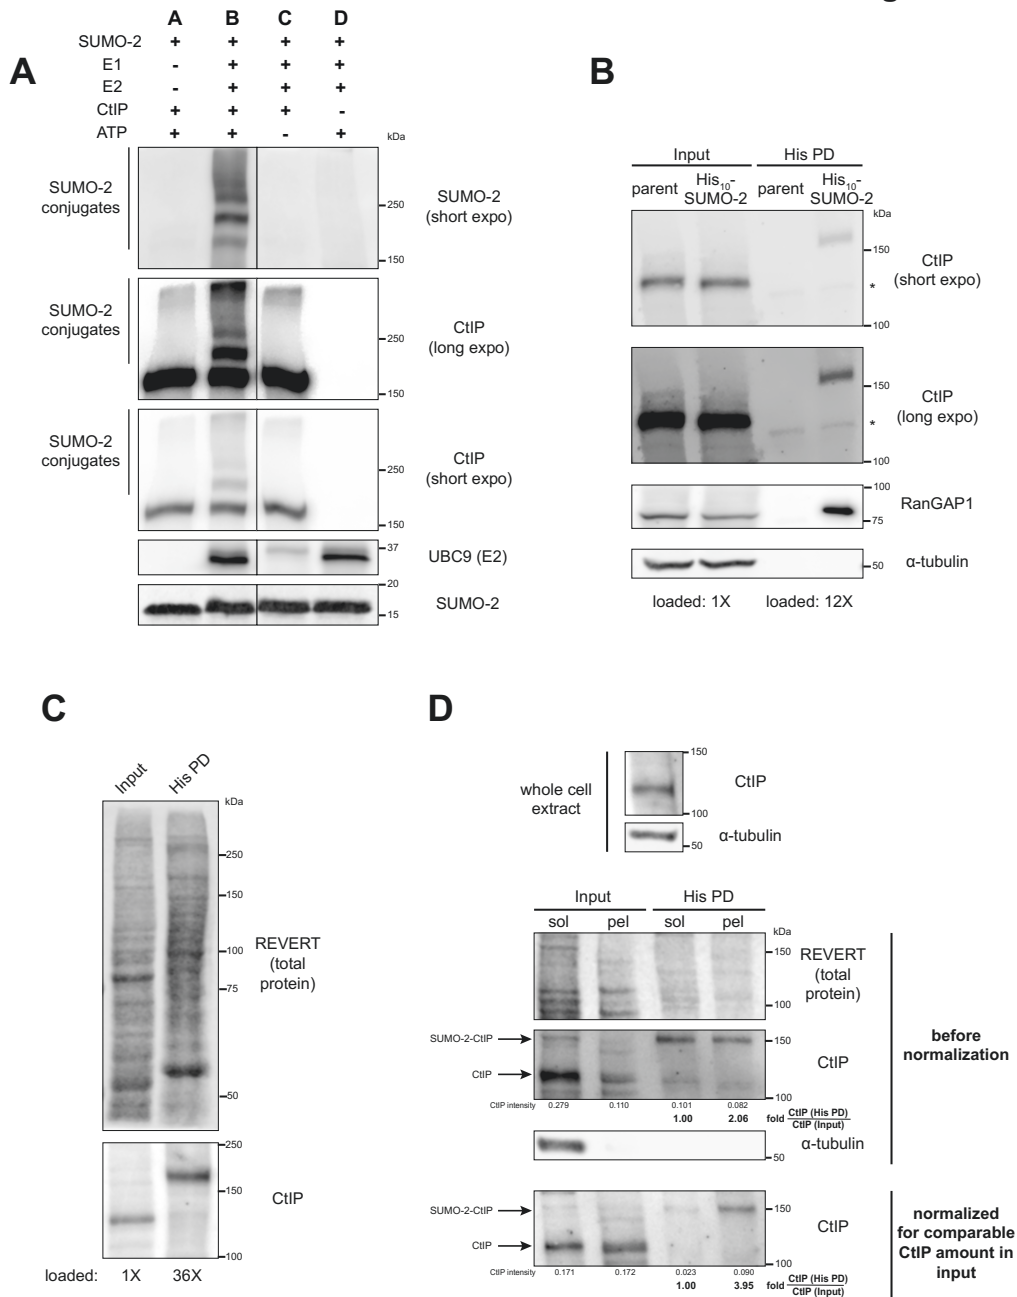 A B C D
SUMO-2 + + + +
E1 - + + +
E2 - + + +
CtIP + + + -
ATP + + - +
A
kDa
SUMO-2
conjugates
250
150
SUMO-2
(short expo)
SUMO-2
conjugates
250
150
CtIP
(long expo)
SUMO-2
conjugates
250
150
CtIP
(short expo)
37
UBC9 (E2)
20
15
SUMO-2
B
Input His PD
parent His10-SUMO-2 parent His10-SUMO-2
kDa
150
*
100
CtIP
(short expo)
150
*
100
CtIP
(long expo)
100
75
RanGAP1
50
α-tubulin
loaded: 1X loaded: 12X
C
Input His PD
kDa
250
150
100
75
50
REVERT
(total
protein)
250
150
100
CtIP
loaded: 1X 36X
D
whole cell
extract
150
100
CtIP
50
α-tubulin
Input His PD
sol pel sol pel
kDa
150
100
REVERT
(total
protein)
SUMO-2-CtIP
CtIP
150
100
CtIP
CtIP intensity 0.279 0.110 0.101 0.082
1.00 2.06 fold CtIP (His PD)
CtIP (Input)
50
α-tubulin
before
normalization
SUMO-2-CtIP
CtIP
150
100
CtIP
CtIP intensity 0.171 0.172 0.023 0.090
1.00 3.95 fold CtIP (His PD)
CtIP (Input)
normalized
for comparable
CtIP amount in
input